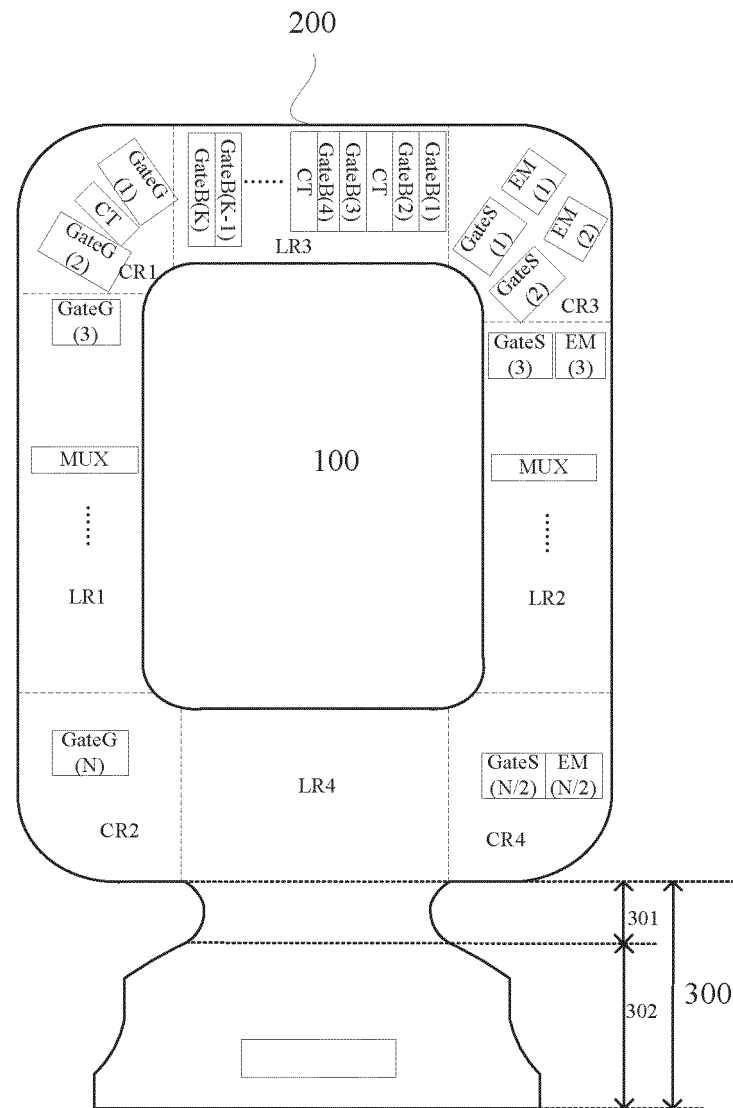 200
GateG
(1)
CT
GateG
(2)
CR1
GateB(K)
GateB(K-1)
......
CT
GateB(4)
GateB(3)
CT
GateB(2)
GateB(1)
LR3
EM
(1)
GateS
(1)
EM
(2)
GateS
(2)
CR3
GateG
(3)
GateS
(3)
EM
(3)
MUX
100
MUX
......
......
LR1
LR2
GateG
(N)
LR4
GateS
(N/2)
EM
(N/2)
CR2
CR4
301
300
302